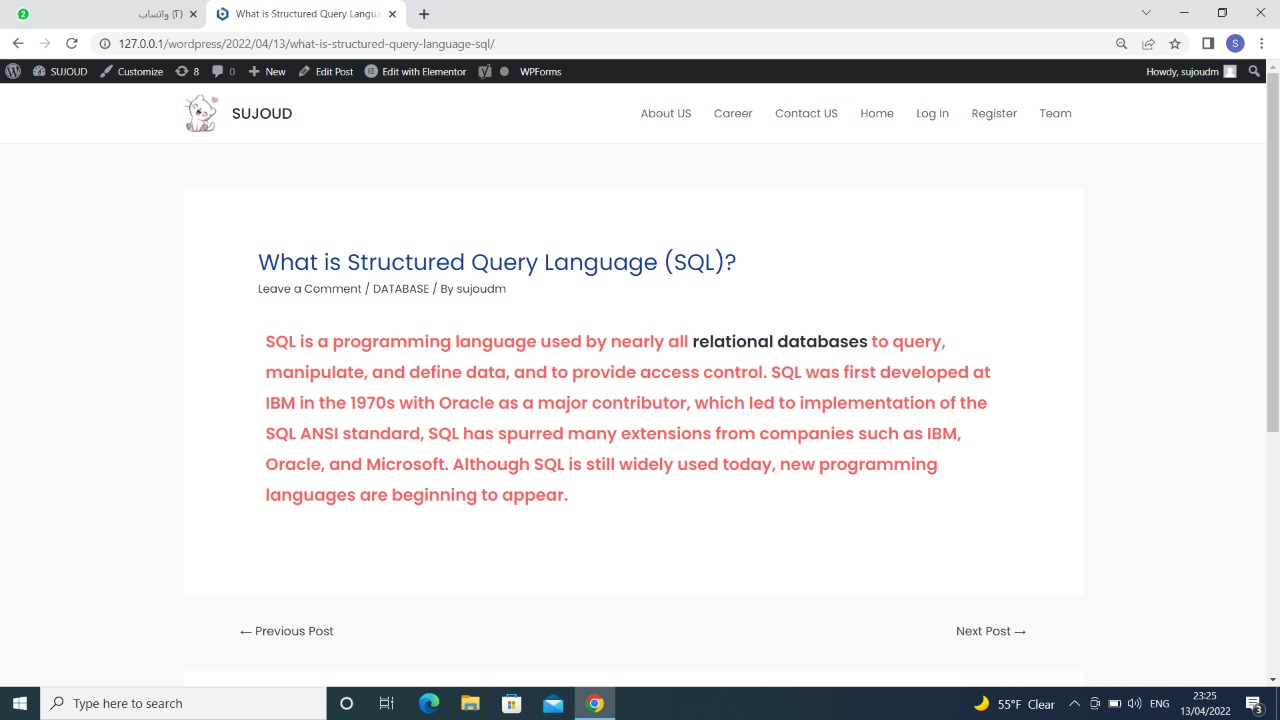 2
(٢) واتساب
What is Structured Query Langua
127.0.0.1/wordpress/2022/04/13/what-is-structured-query-language-sql/
S
SUJOUD Customize 8 0 New Edit Post Edit with Elementor WPForms Howdy, sujoudm
SUJOUD
About US Career Contact US Home Log In Register Team
What is Structured Query Language (SQL)?
Leave a Comment / DATABASE / By sujoudm
SQL is a programming language used by nearly all relational databases to query,
manipulate, and define data, and to provide access control. SQL was first developed at
IBM in the 1970s with Oracle as a major contributor, which led to implementation of the
SQL ANSI standard, SQL has spurred many extensions from companies such as IBM,
Oracle, and Microsoft. Although SQL is still widely used today, new programming
languages are beginning to appear.
← Previous Post Next Post →
Type here to search
55°F Clear ENG
23:25
13/04/2022
3